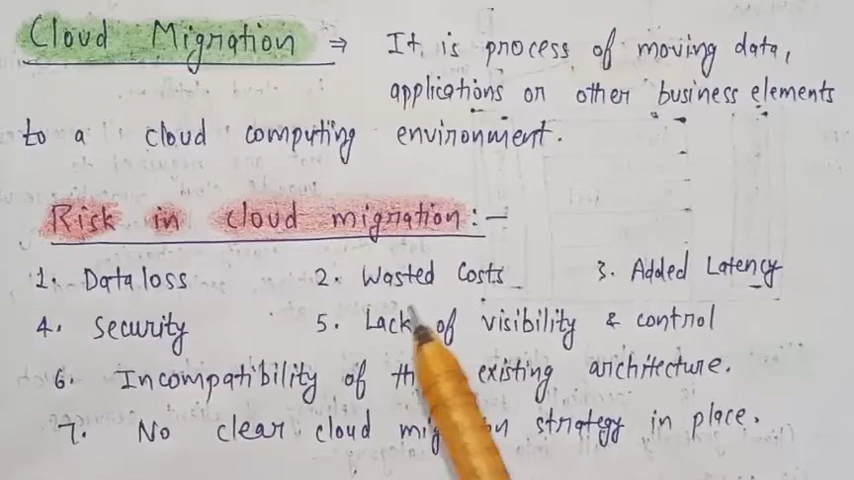 Cloud Migration ⇒ It is process of moving data,
applications or other business elements
to a cloud computing environment.
Risk in cloud migration :-
1. Data loss 2. Wasted Costs 3. Added Latency
4. Security 5. Lack of visibility & control
6. Incompatibility of existing architecture.
7. No clear cloud strategy in place.